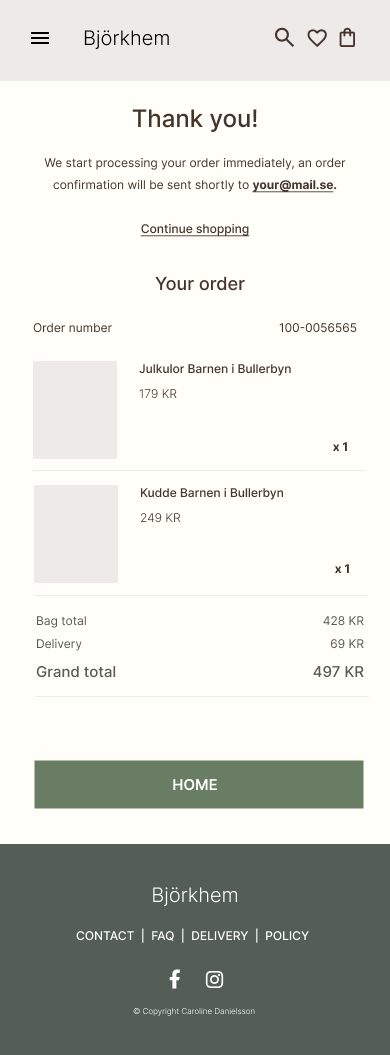 Björkhem
Thank you!
We start processing your order immediately, an order
confirmation will be sent shortly to your@mail.se.
Continue shopping
Your order
Order number 100-0056565
Julkulor Barnen i Bullerbyn
179 KR
x 1
Kudde Barnen i Bullerbyn
249 KR
x 1
Bag total 428 KR
Delivery 69 KR
Grand total 497 KR
HOME
Björkhem
CONTACT | FAQ | DELIVERY | POLICY
© Copyright Caroline Danielsson